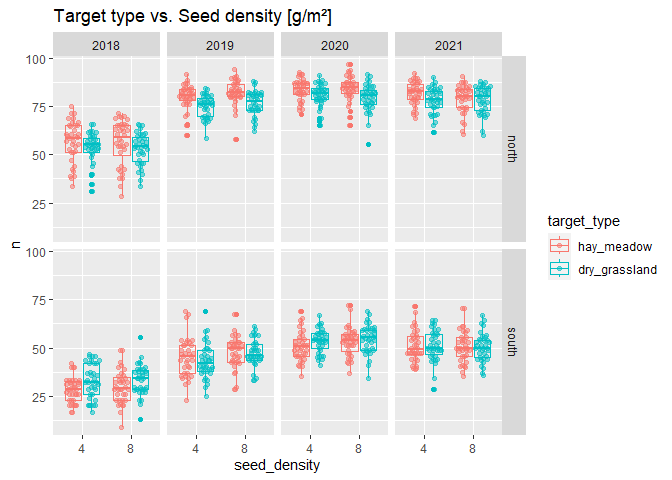 Target type vs. Seed density [g/m²]
2018 2019 2020 2021
100
75
50
25
north
n
100
75
50
25
south
4 8 4 8 4 8 4 8
seed_density
target_type
hay_meadow
dry_grassland